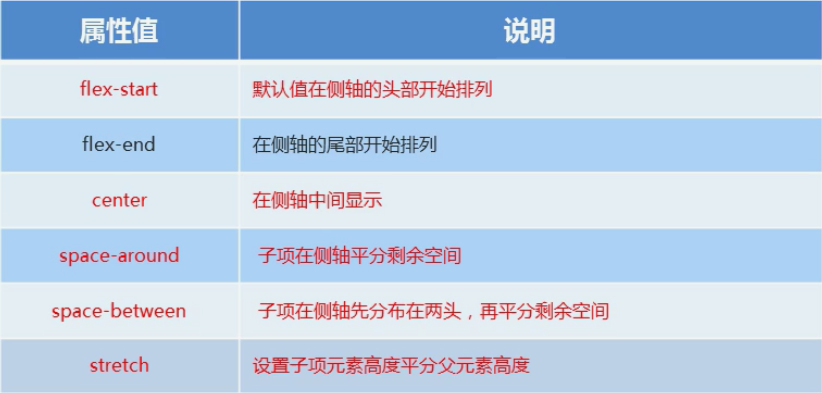 属性值 说明
flex-start 默认值在侧轴的头部开始排列
flex-end 在侧轴的尾部开始排列
center 在侧轴中间显示
space-around 子项在侧轴平分剩余空间
space-between 子项在侧轴先分布在两头，再平分剩余空间
stretch 设置子项元素高度平分父元素高度